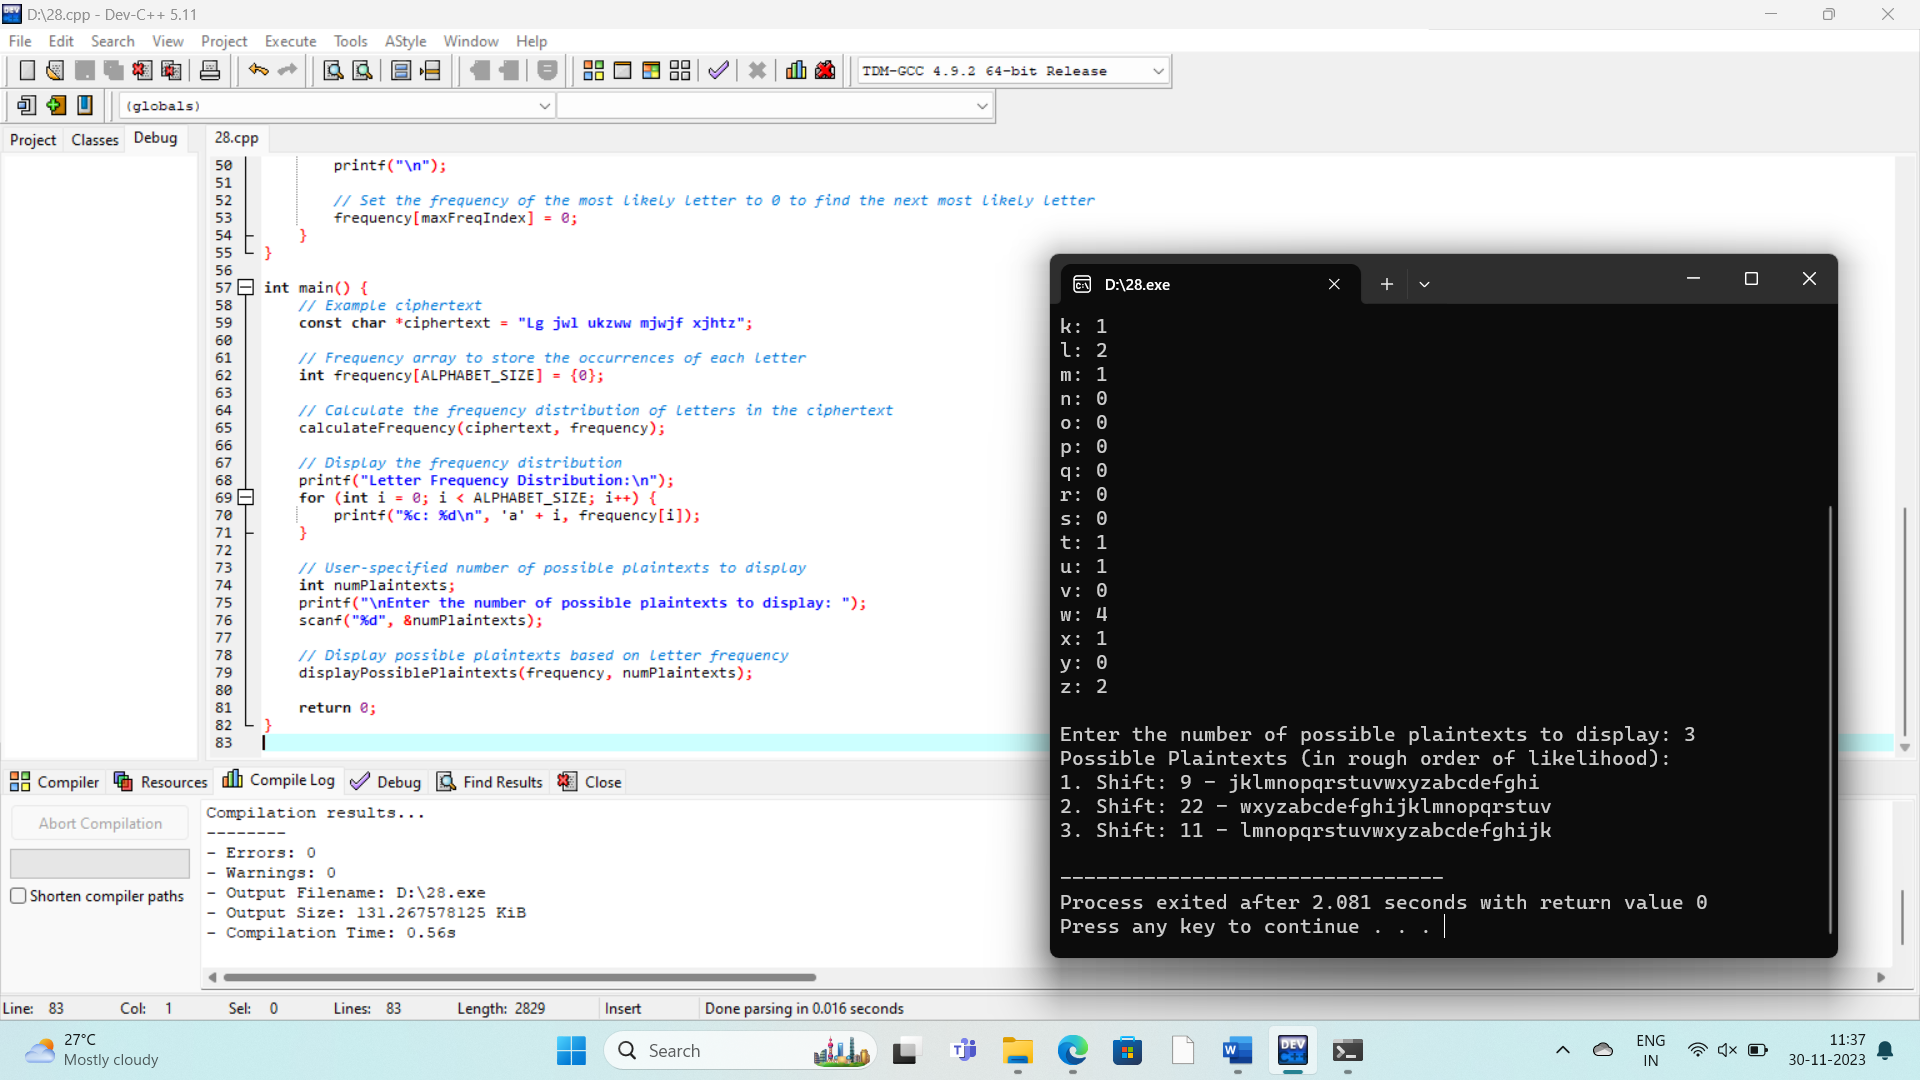 D:\28.cpp - Dev-C++ 5.11
File Edit Search View Project Execute Tools AStyle Window Help
TDM-GCC 4.9.2 64-bit Release
(globals)
Project Classes Debug 28.cpp
50 printf("\n");
51
52 // Set the frequency of the most likely letter to 0 to find the next most likely letter
53 frequency[maxFreqIndex] = 0;
54 }
55 }
56
57 int main() {
58 // Example ciphertext
59 const char *ciphertext = "Lg jwl ukzww mjwjf xjhtz";
60
61 // Frequency array to store the occurrences of each letter
62 int frequency[ALPHABET_SIZE] = {0};
63
64 // Calculate the frequency distribution of letters in the ciphertext
65 calculateFrequency(ciphertext, frequency);
66
67 // Display the frequency distribution
68 printf("Letter Frequency Distribution:\n");
69 for (int i = 0; i < ALPHABET_SIZE; i++) {
70 printf("%c: %d\n", 'a' + i, frequency[i]);
71 }
72
73 // User-specified number of possible plaintexts to display
74 int numPlaintexts;
75 printf("\nEnter the number of possible plaintexts to display: ");
76 scanf("%d", &numPlaintexts);
77
78 // Display possible plaintexts based on letter frequency
79 displayPossiblePlaintexts(frequency, numPlaintexts);
80
81 return 0;
82 }
83
D:\28.exe
k: 1
l: 2
m: 1
n: 0
o: 0
p: 0
q: 0
r: 0
s: 0
t: 1
u: 1
v: 0
w: 4
x: 1
y: 0
z: 2
Enter the number of possible plaintexts to display: 3
Possible Plaintexts (in rough order of likelihood):
1. Shift: 9 - jklmnopqrstuvwxyzabcdefghi
2. Shift: 22 - wxyzabcdefghijklmnopqrstuv
3. Shift: 11 - lmnopqrstuvwxyzabcdefghijk
--------------------------------
Process exited after 2.081 seconds with return value 0
Press any key to continue . . .
Compiler Resources Compile Log Debug Find Results Close
Abort Compilation
Shorten compiler paths
Compilation results...
--------
- Errors: 0
- Warnings: 0
- Output Filename: D:\28.exe
- Output Size: 131.267578125 KiB
- Compilation Time: 0.56s
Line: 83 Col: 1 Sel: 0 Lines: 83 Length: 2829 Insert Done parsing in 0.016 seconds
27°C
Mostly cloudy
Search
DEV
ENG
IN
11:37
30-11-2023